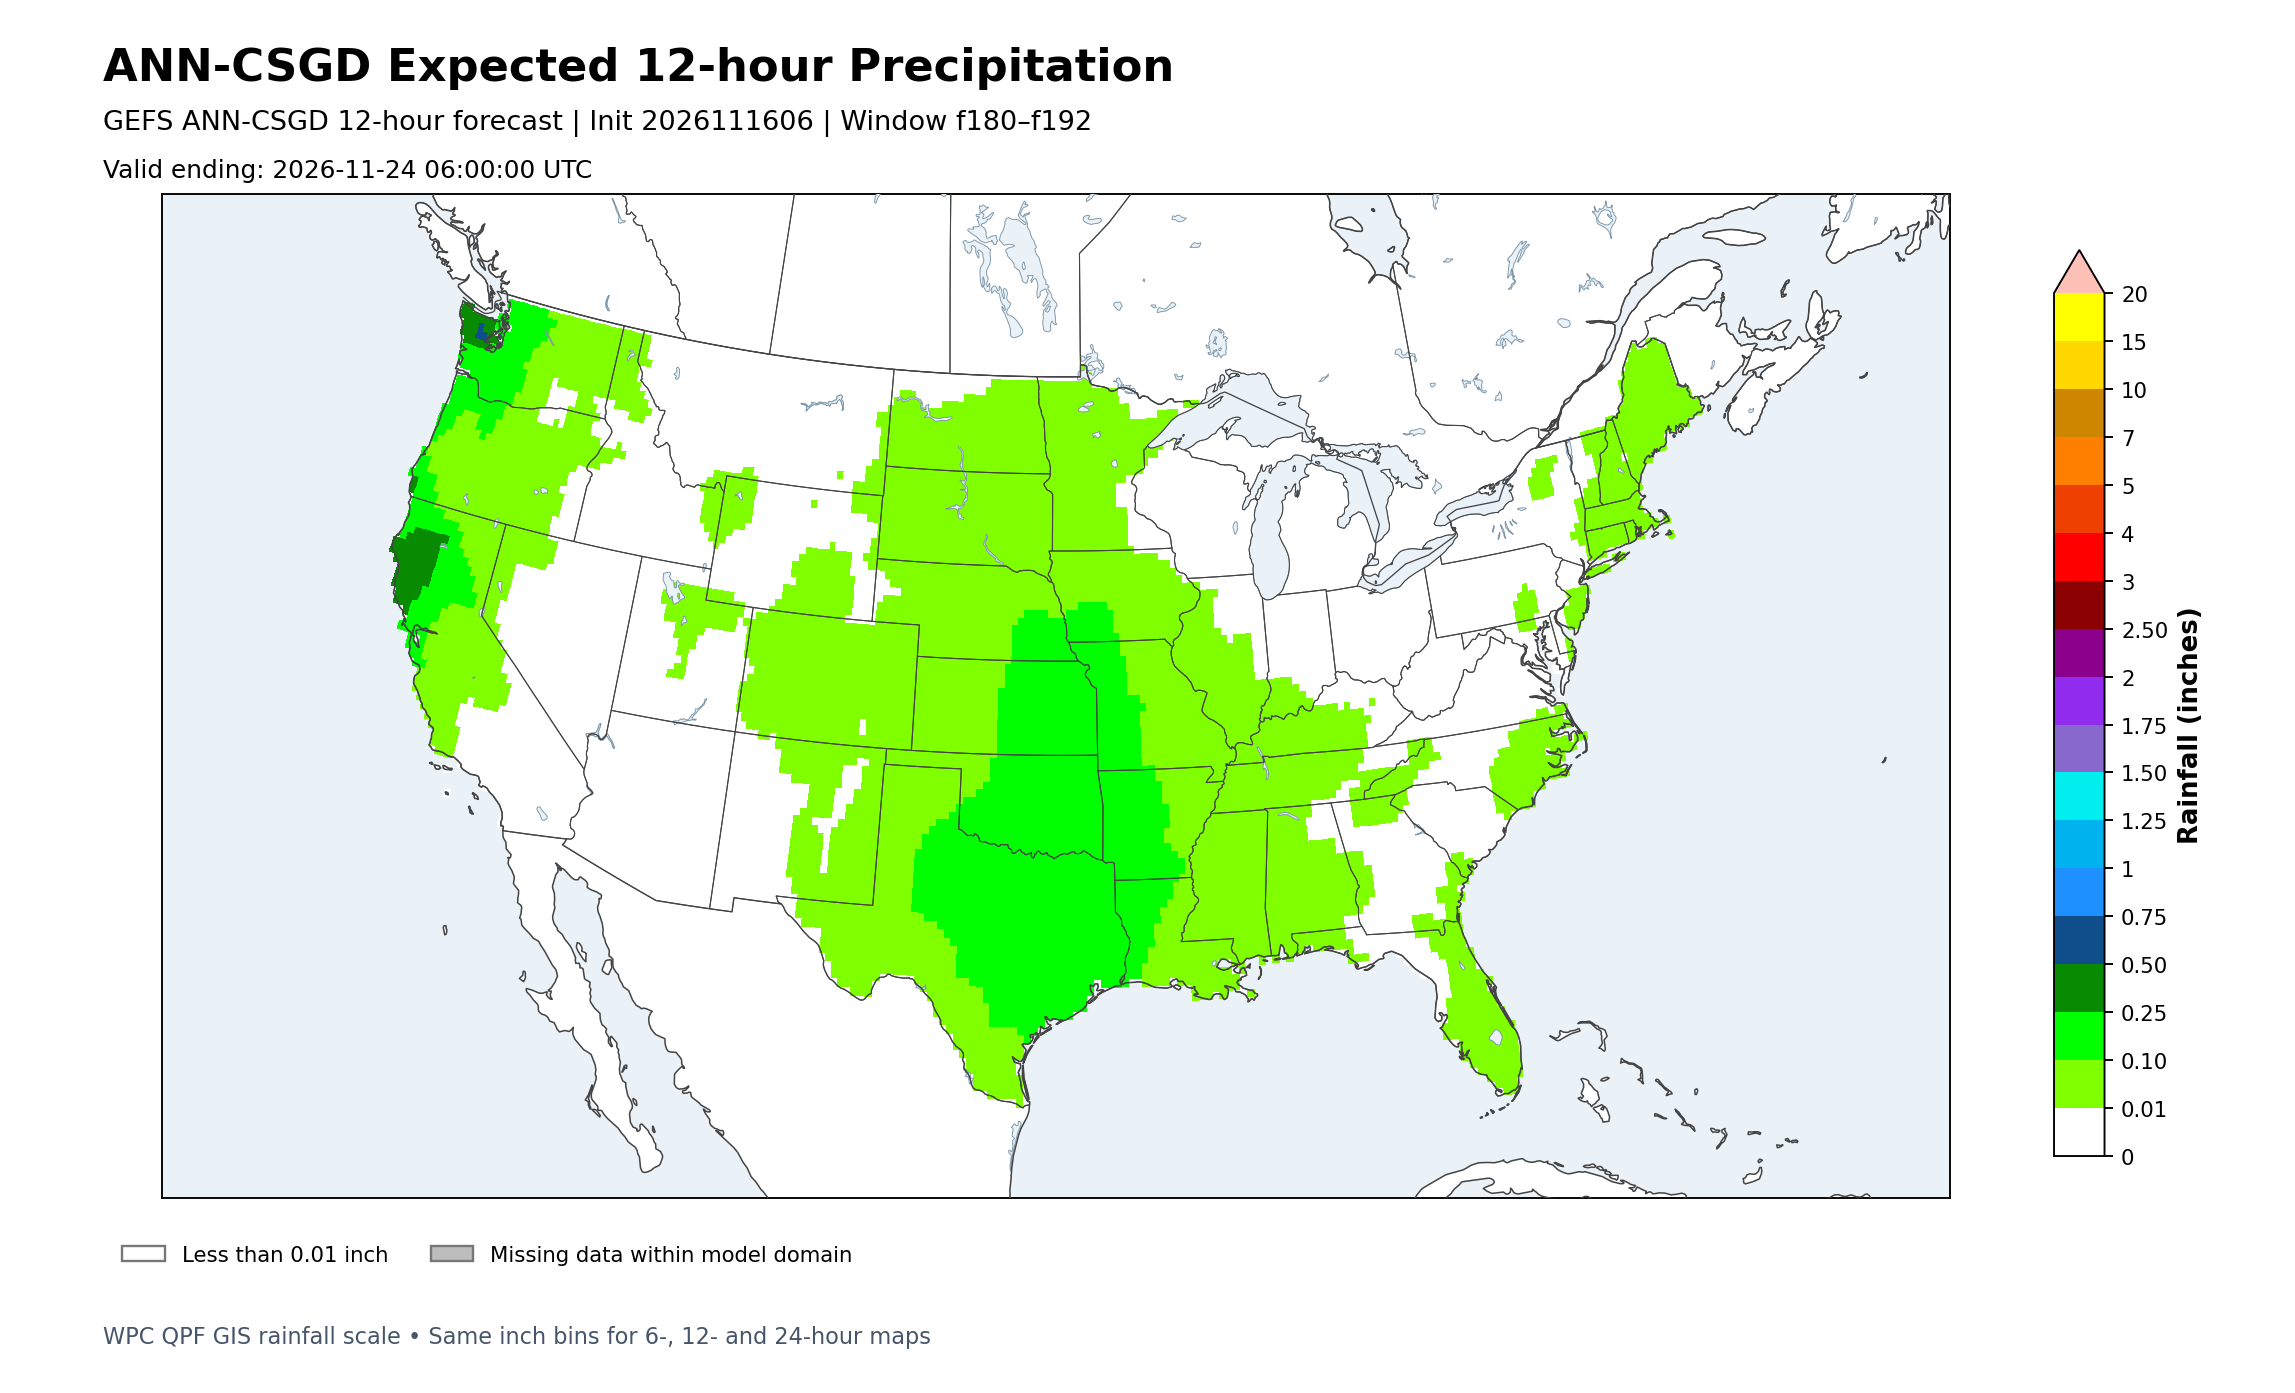 ANN-CSGD Expected 12-hour Precipitation
GEFS ANN-CSGD 12-hour forecast | Init 2026111606 | Window f180–f192
Valid ending: 2026-11-24 06:00:00 UTC
20
15
10
7
5
4
3
2.50
2
1.75
1.50
1.25
1
0.75
0.50
0.25
0.10
0.01
0
Rainfall (inches)
Less than 0.01 inch
Missing data within model domain
WPC QPF GIS rainfall scale • Same inch bins for 6-, 12- and 24-hour maps